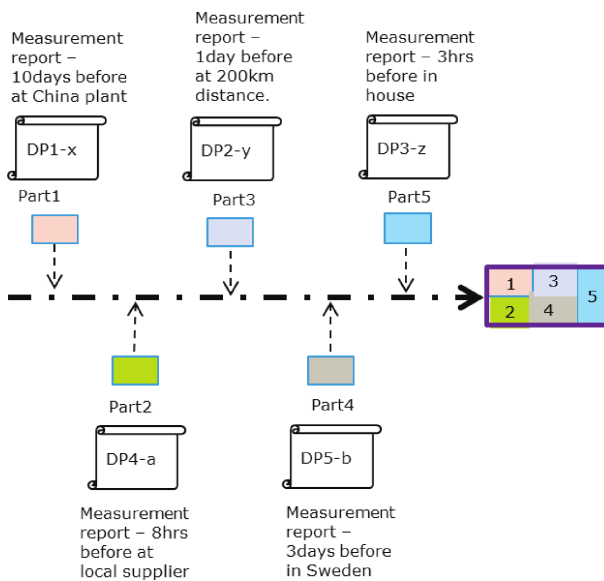 Measurement
report –
10days before
at China plant
Measurement
report –
1day before
at 200km
distance.
Measurement
report – 3hrs
before in
house
DP1-x
DP2-y
DP3-z
Part1
Part3
Part5
1
3
5
2
4
Part2
Part4
DP4-a
DP5-b
Measurement
report – 8hrs
before at
local supplier
Measurement
report –
3days before
in Sweden